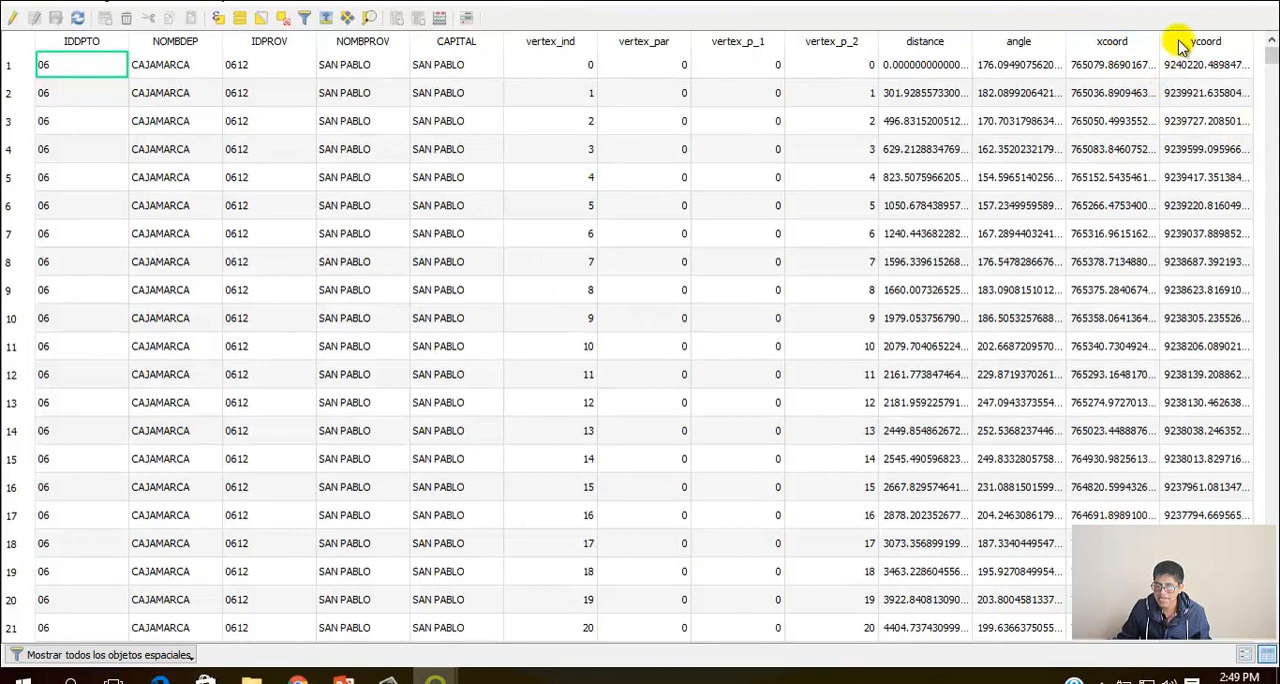 IDDPTO NOMBDEP IDPROV NOMBPROV CAPITAL vertex_ind vertex_par vertex_p_1 vertex_p_2 distance angle xcoord ycoord
1 06 CAJAMARCA 0612 SAN PABLO SAN PABLO 0 0 0 0 0.000000000000... 176.0949075620... 765079.8690167... 9240220.489847...
2 06 CAJAMARCA 0612 SAN PABLO SAN PABLO 1 0 0 1 301.9285573300... 182.0899206421... 765036.8909463... 9239921.635804...
3 06 CAJAMARCA 0612 SAN PABLO SAN PABLO 2 0 0 2 496.8315200512... 170.7031798634... 765050.4993552... 9239727.208501...
4 06 CAJAMARCA 0612 SAN PABLO SAN PABLO 3 0 0 3 629.2128834769... 162.3520232179... 765083.8460752... 9239599.095966...
5 06 CAJAMARCA 0612 SAN PABLO SAN PABLO 4 0 0 4 823.5075966205... 154.5965140256... 765152.5435461... 9239417.351384...
6 06 CAJAMARCA 0612 SAN PABLO SAN PABLO 5 0 0 5 1050.678438957... 157.2349959589... 765266.4753400... 9239220.816049...
7 06 CAJAMARCA 0612 SAN PABLO SAN PABLO 6 0 0 6 1240.443682282... 167.2894403241... 765316.9615162... 9239037.889852...
8 06 CAJAMARCA 0612 SAN PABLO SAN PABLO 7 0 0 7 1596.339615268... 176.5478286676... 765378.7134880... 9238687.392193...
9 06 CAJAMARCA 0612 SAN PABLO SAN PABLO 8 0 0 8 1660.007326525... 183.0908151012... 765375.2840674... 9238623.816910...
10 06 CAJAMARCA 0612 SAN PABLO SAN PABLO 9 0 0 9 1979.053756790... 186.5053257688... 765358.0641364... 9238305.235526...
11 06 CAJAMARCA 0612 SAN PABLO SAN PABLO 10 0 0 10 2079.704065224... 202.6687209570... 765340.7304924... 9238206.089021...
12 06 CAJAMARCA 0612 SAN PABLO SAN PABLO 11 0 0 11 2161.773847464... 229.8719370261... 765293.1648170... 9238139.208862...
13 06 CAJAMARCA 0612 SAN PABLO SAN PABLO 12 0 0 12 2181.959225791... 247.0943373554... 765274.9727013... 9238130.462638...
14 06 CAJAMARCA 0612 SAN PABLO SAN PABLO 13 0 0 13 2449.854862672... 252.5368237446... 765023.4488876... 9238038.246352...
15 06 CAJAMARCA 0612 SAN PABLO SAN PABLO 14 0 0 14 2545.490596823... 249.8332805758... 764930.9825613... 9238013.829716...
16 06 CAJAMARCA 0612 SAN PABLO SAN PABLO 15 0 0 15 2667.829574641... 231.0881501599... 764820.5994326... 9237961.081347...
17 06 CAJAMARCA 0612 SAN PABLO SAN PABLO 16 0 0 16 2878.202352677... 204.2463086179... 764691.8989100... 9237794.669565...
18 06 CAJAMARCA 0612 SAN PABLO SAN PABLO 17 0 0 17 3073.356899199... 187.3340449547...
19 06 CAJAMARCA 0612 SAN PABLO SAN PABLO 18 0 0 18 3463.228604556... 195.9270849954...
20 06 CAJAMARCA 0612 SAN PABLO SAN PABLO 19 0 0 19 3922.840813090... 203.8004581337...
21 06 CAJAMARCA 0612 SAN PABLO SAN PABLO 20 0 0 20 4404.737430999... 199.6366375055...
Mostrar todos los objetos espaciales
2:49 PM